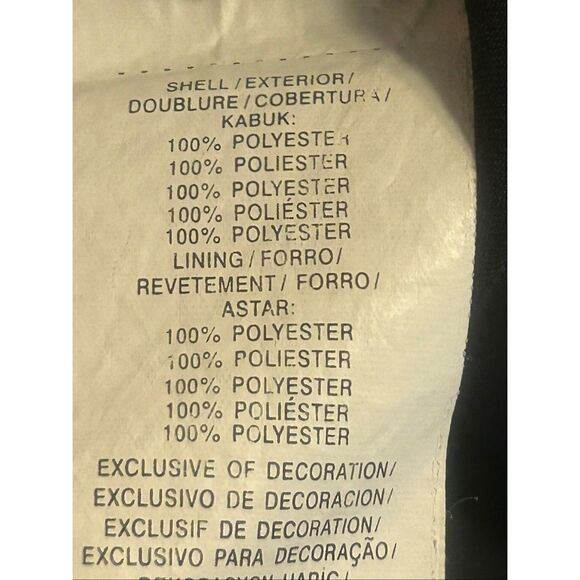 SHELL / EXTERIOR /
DOUBLURE / COBERTURA /
KABUK:
100% POLYESTER
100% POLIESTER
100% POLYESTER
100% POLIÉSTER
100% POLYESTER
LINING / FORRO /
REVETEMENT / FORRO /
ASTAR:
100% POLYESTER
100% POLIESTER
100% POLYESTER
100% POLIÉSTER
100% POLYESTER
EXCLUSIVE OF DECORATION/
EXCLUSIVO DE DECORACION/
EXCLUSIF DE DECORATION/
EXCLUSIVO PARA DECORAÇÃO /
DEKORASYON HARİÇ /